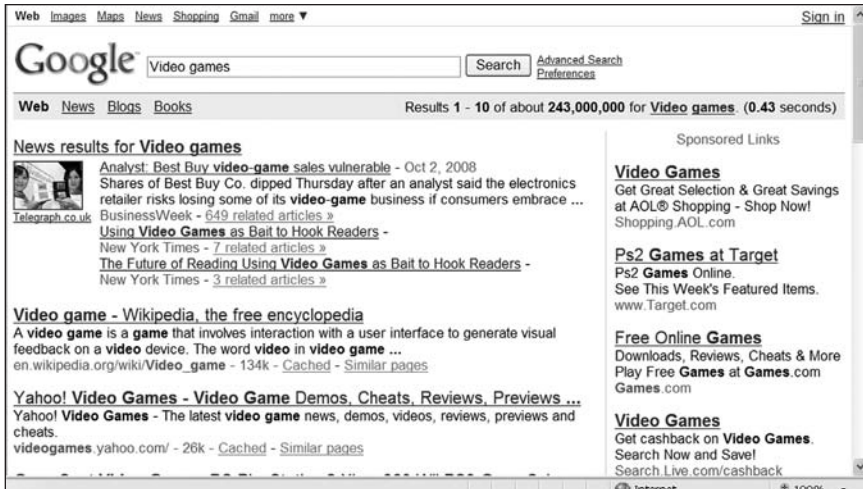 Web Images Maps News Shopping Gmail more ▼ Sign in
Google Video games Search Advanced Search
Preferences
Web News Blogs Books Results 1 - 10 of about 243,000,000 for Video games. (0.43 seconds)
News results for Video games
Telegraph.co.uk
Analyst: Best Buy video-game sales vulnerable - Oct 2, 2008
Shares of Best Buy Co. dipped Thursday after an analyst said the electronics
retailer risks losing some of its video-game business if consumers embrace ...
BusinessWeek - 649 related articles »
Using Video Games as Bait to Hook Readers -
New York Times - 7 related articles »
The Future of Reading Using Video Games as Bait to Hook Readers -
New York Times - 3 related articles »
Video game - Wikipedia, the free encyclopedia
A video game is a game that involves interaction with a user interface to generate visual
feedback on a video device. The word video in video game ...
en.wikipedia.org/wiki/Video_game - 134k - Cached - Similar pages
Yahoo! Video Games - Video Game Demos, Cheats, Reviews, Previews ...
Yahoo! Video Games - The latest video game news, demos, videos, reviews, previews and
cheats.
videogames.yahoo.com/ - 26k - Cached - Similar pages
Sponsored Links
Video Games
Get Great Selection & Great Savings
at AOL® Shopping - Shop Now!
Shopping.AOL.com
Ps2 Games at Target
Ps2 Games Online.
See This Week's Featured Items.
www.Target.com
Free Online Games
Downloads, Reviews, Cheats & More
Play Free Games at Games.com
Games.com
Video Games
Get cashback on Video Games.
Search Now and Save!
Search.Live.com/cashback
Internet 100%